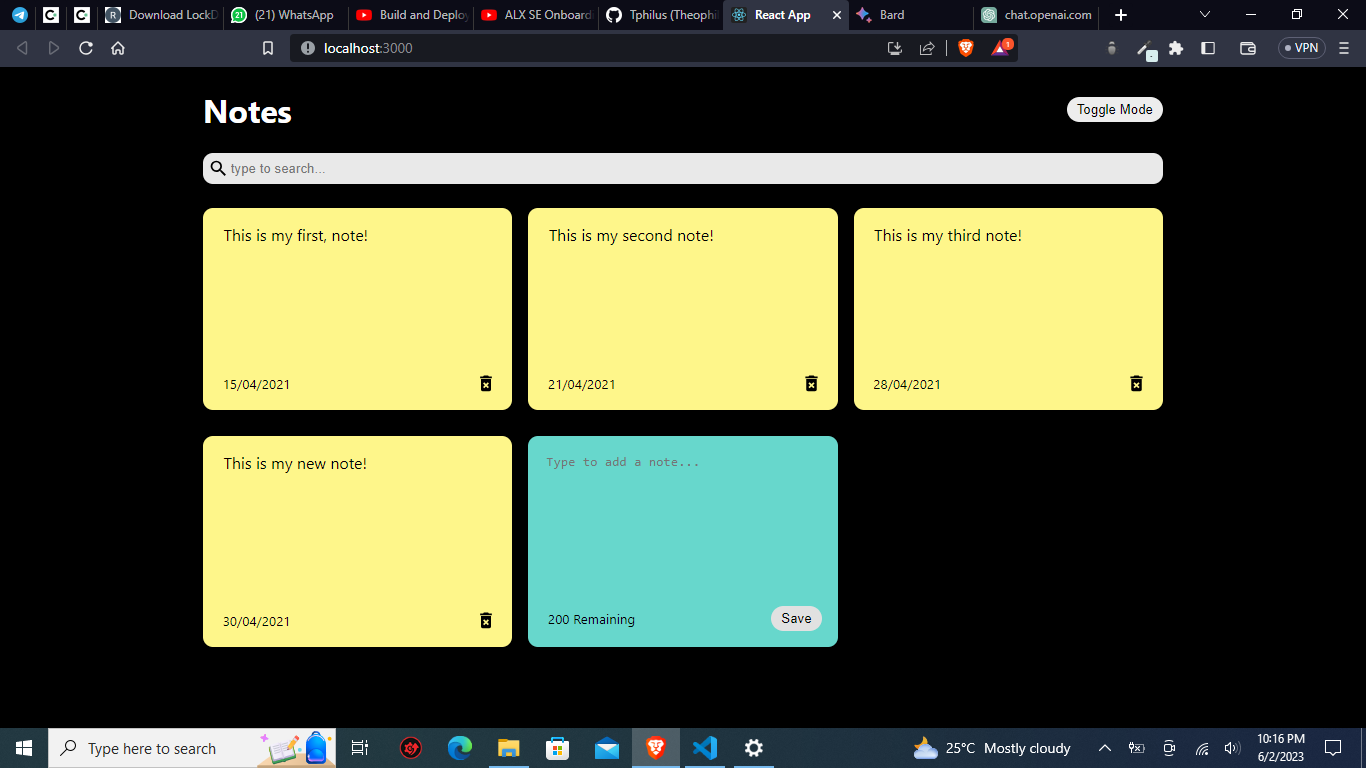 Download LockD
(21) WhatsApp
Build and Deploy
ALX SE Onboard
Tphilus (Theophil
React App
Bard
chat.openai.com
localhost:3000
1
VPN
Notes
Toggle Mode
type to search...
This is my first, note!
This is my second note!
This is my third note!
15/04/2021
21/04/2021
28/04/2021
This is my new note!
Type to add a note...
30/04/2021
200 Remaining
Save
Type here to search
25°C Mostly cloudy
10:16 PM
6/2/2023